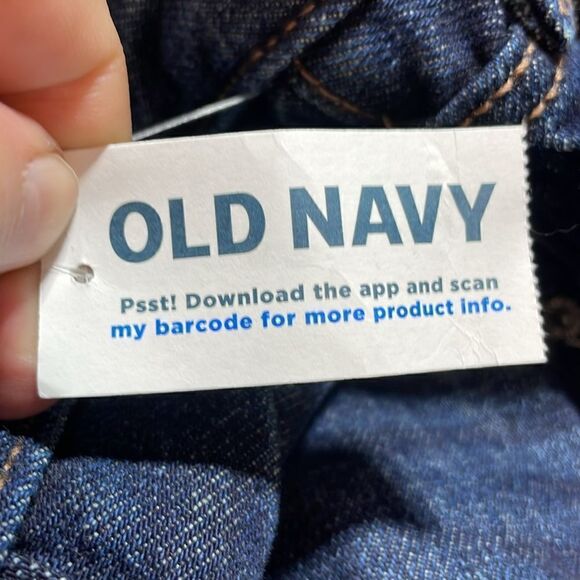 OLD NAVY
Psst! Download the app and scan
my barcode for more product info.